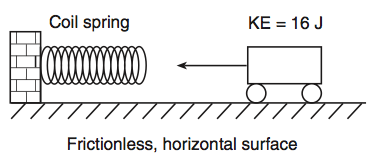 Coil spring
KE = 16 J
Frictionless, horizontal surface